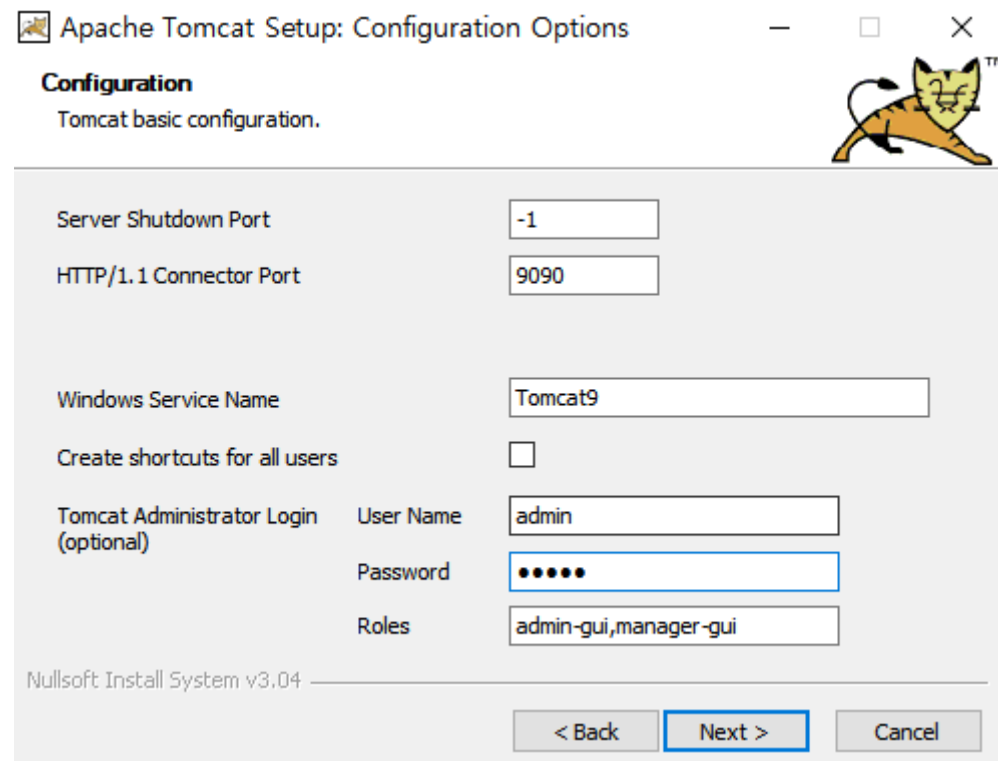 Apache Tomcat Setup: Configuration Options
Configuration
Tomcat basic configuration.
TM
Server Shutdown Port -1
HTTP/1.1 Connector Port 9090
Windows Service Name Tomcat9
Create shortcuts for all users
Tomcat Administrator Login User Name admin
(optional)
Password •••••
Roles admin-gui,manager-gui
Nullsoft Install System v3.04
< Back Next > Cancel